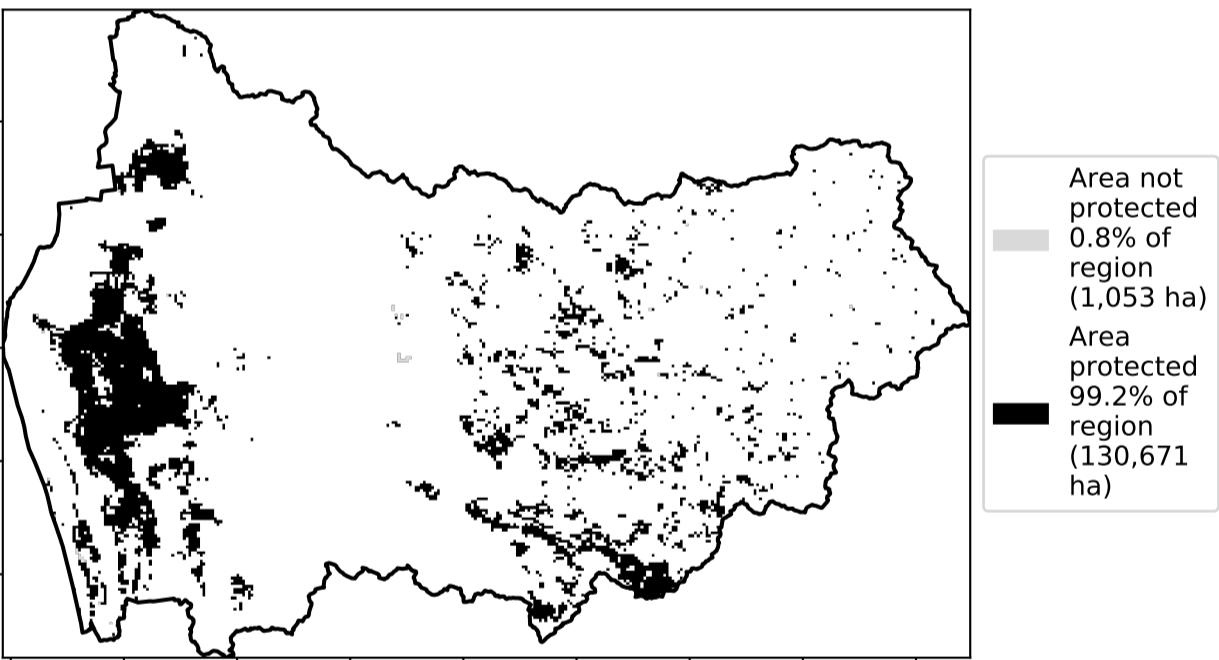 Area not
protected
0.8% of
region
(1,053 ha)
Area
protected
99.2% of
region
(130,671
ha)